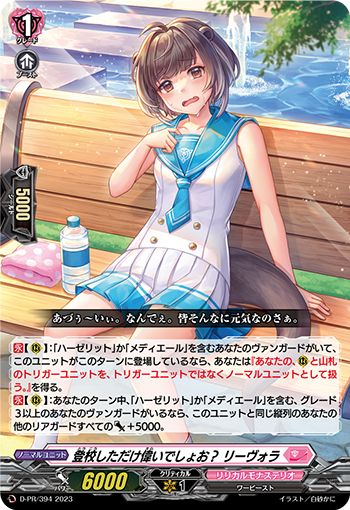 1
グレード
ブースト
5000
シールド
あづぅ~いぃ。なんでぇ。皆そんなに元気なのさぁ。
永【R】:「ハーゼリット」か「メディエール」を含むあなたのヴァンガードがいて、
このユニットがこのターンに登場しているなら、あなたは『あなたの、Rと山札
のトリガーユニットを、トリガーユニットではなくノーマルユニットとして扱
う。』を得る。
永【R】:あなたのターン中、「ハーゼリット」か「メディエール」を含む、グレード
3以上のあなたのヴァンガードがいるなら、このユニットと同じ縦列のあなたの
他のリアガードすべての+5000。
ノーマルユニット
登校しただけ偉いでしょお? リーヴォラ
リリカルモナステリオ
パワー
6000
クリティカル
1
ワービースト
D-PR/394 2023
イラスト/白砂かに